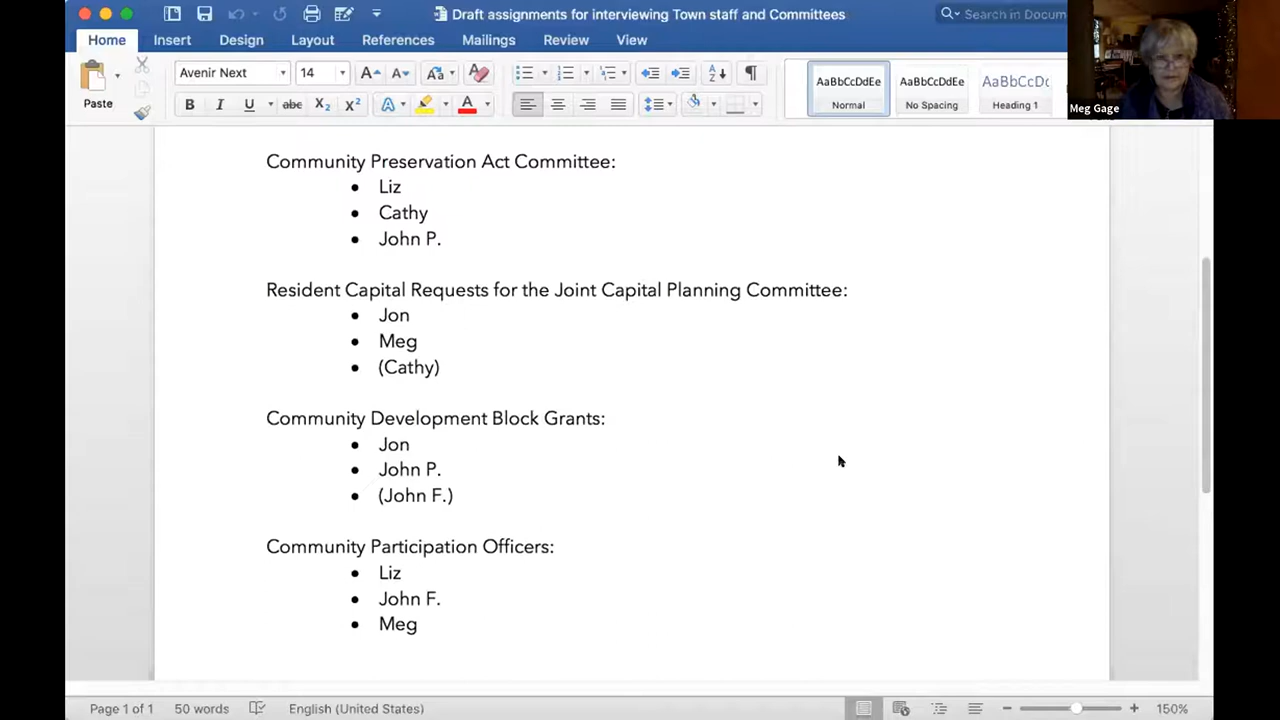 Draft assignments for interviewing Town staff and Committees
Search in Docum
Home Insert Design Layout References Mailings Review View
Paste
Avenir Next 14
AaBbCcDdEe AaBbCcDdEe AaBbCcDc
Normal No Spacing Heading 1
Meg Gage
Community Preservation Act Committee:
• Liz
• Cathy
• John P.
Resident Capital Requests for the Joint Capital Planning Committee:
• Jon
• Meg
• (Cathy)
Community Development Block Grants:
• Jon
• John P.
• (John F.)
Community Participation Officers:
• Liz
• John F.
• Meg
Page 1 of 1 50 words English (United States) 150%